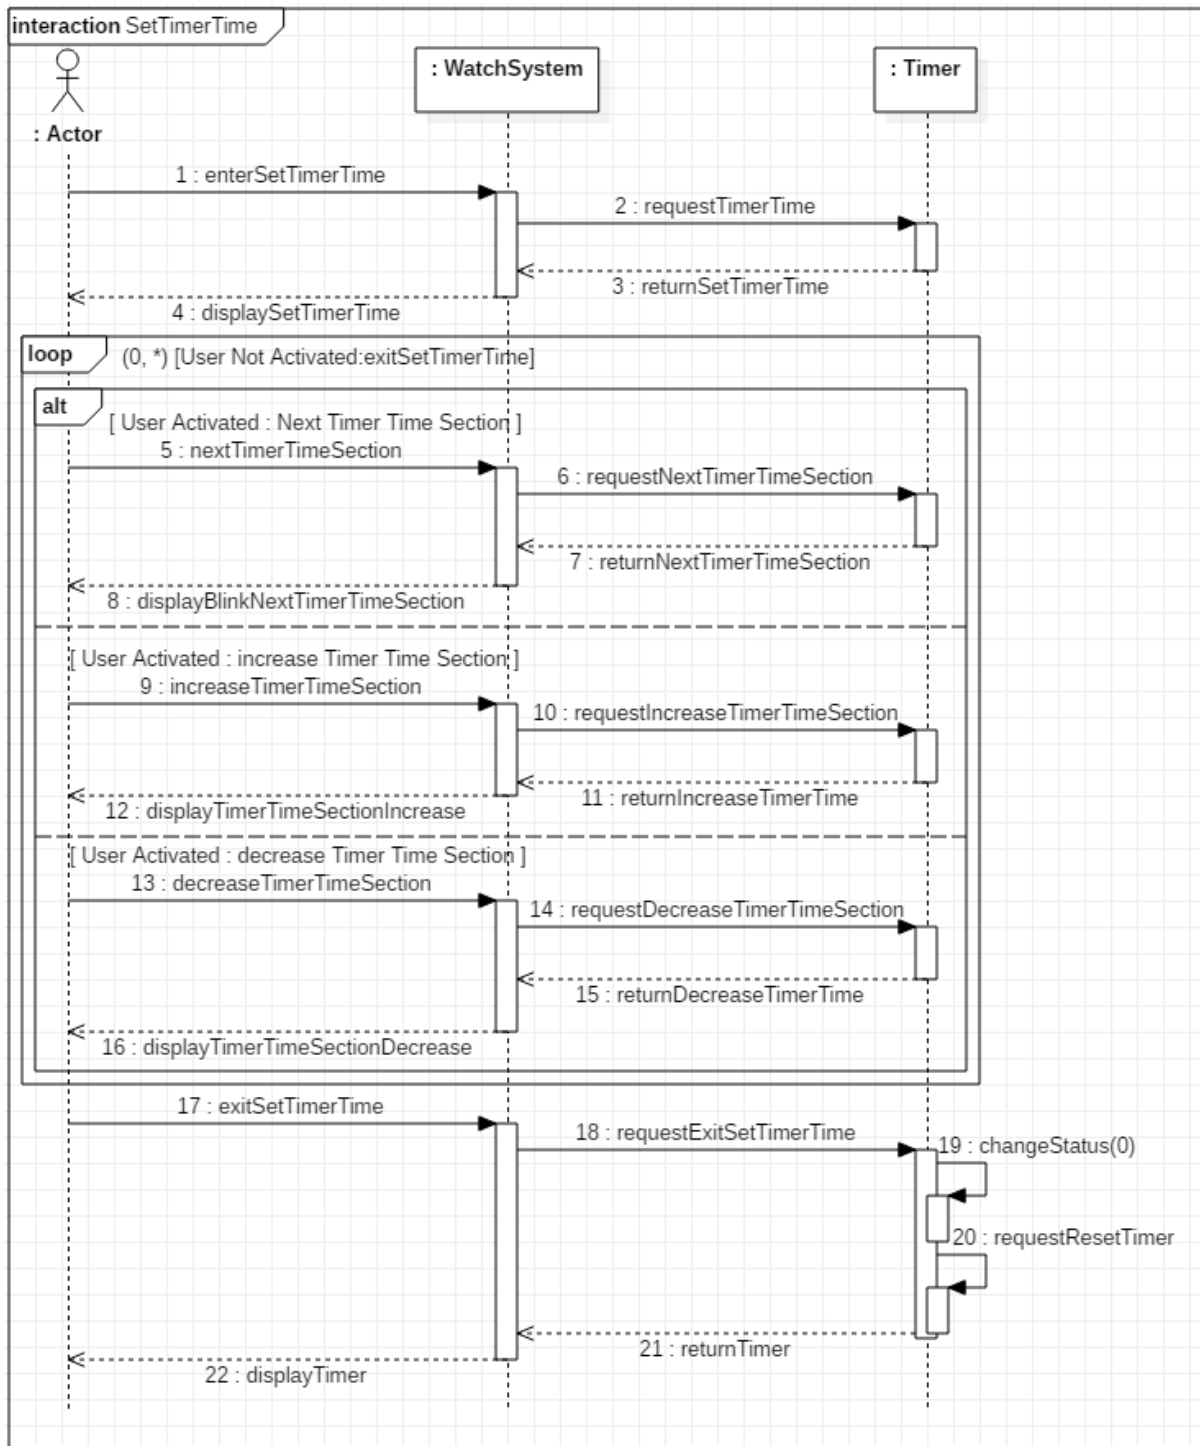 interaction SetTimerTime
: Actor
: WatchSystem
: Timer
1 : enterSetTimerTime
2 : requestTimerTime
3 : returnSetTimerTime
4 : displaySetTimerTime
loop
(0, *) [User Not Activated:exitSetTimerTime]
alt
[ User Activated : Next Timer Time Section ]
5 : nextTimerTimeSection
6 : requestNextTimerTimeSection
7 : returnNextTimerTimeSection
8 : displayBlinkNextTimerTimeSection
[ User Activated : increase Timer Time Section ]
9 : increaseTimerTimeSection
10 : requestIncreaseTimerTimeSection
11 : returnIncreaseTimerTime
12 : displayTimerTimeSectionIncrease
[ User Activated : decrease Timer Time Section ]
13 : decreaseTimerTimeSection
14 : requestDecreaseTimerTimeSection
15 : returnDecreaseTimerTime
16 : displayTimerTimeSectionDecrease
17 : exitSetTimerTime
18 : requestExitSetTimerTime
19 : changeStatus(0)
20 : requestResetTimer
21 : returnTimer
22 : displayTimer